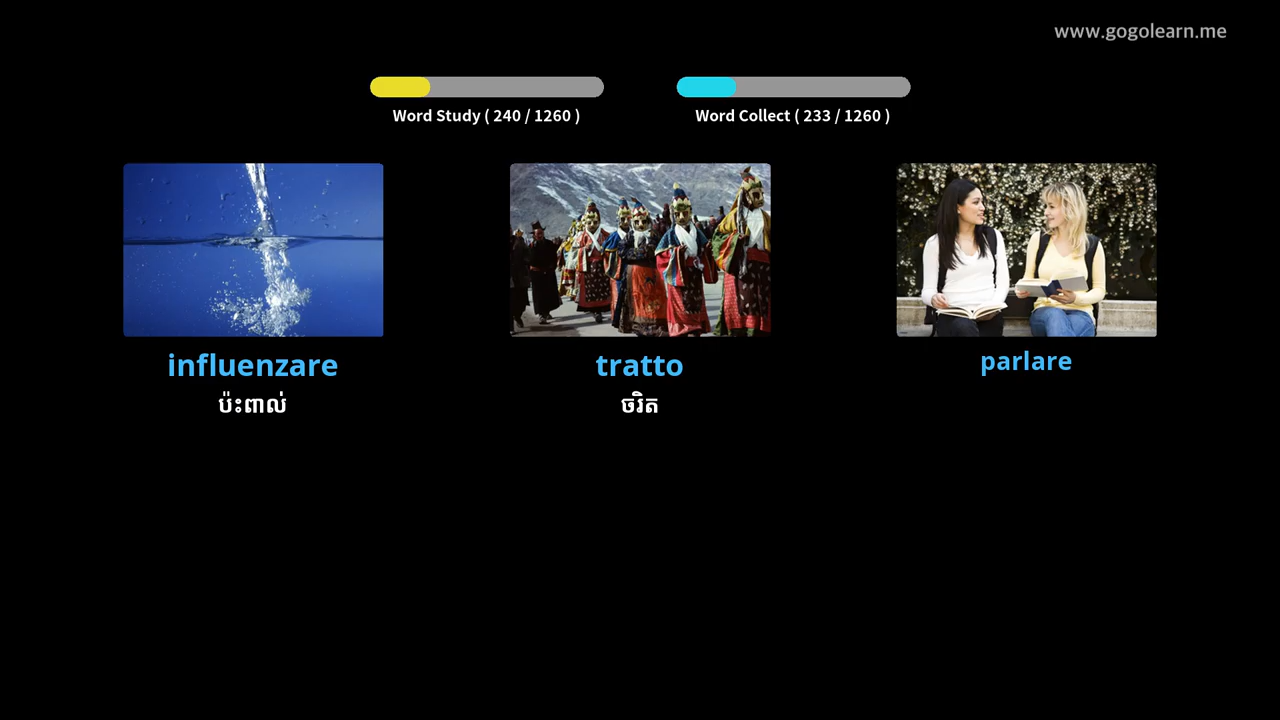 www.gogolearn.me
Word Study ( 240 / 1260 )
Word Collect ( 233 / 1260 )
influenzare
ប៉ះពាល់
tratto
ចរិត
parlare